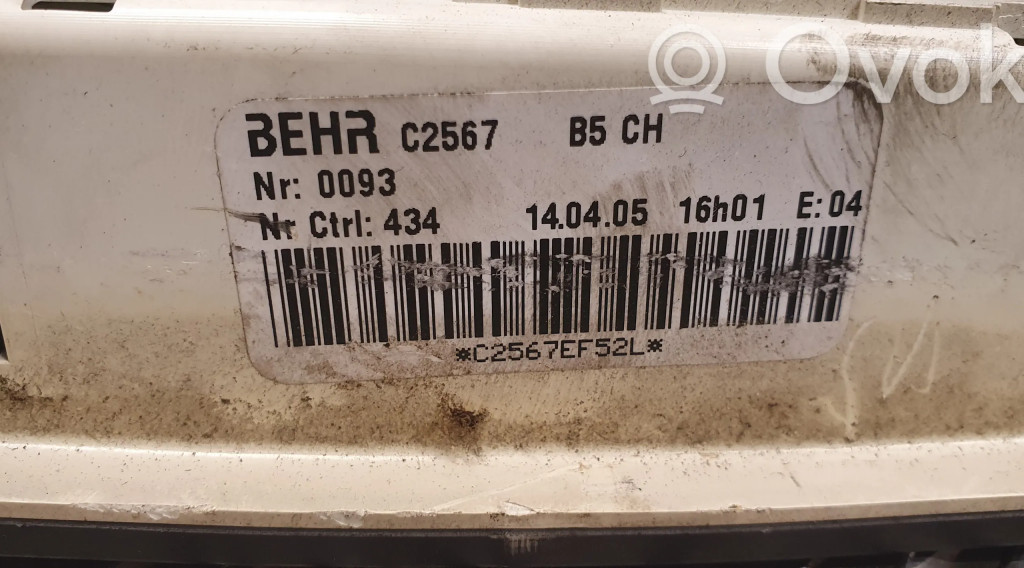 Ovok
BEHR C2567 B5 CH
Nr: 0093
Nr Ctrl: 434 14.04.05 16h01 E: 04
*C2567EF52L*